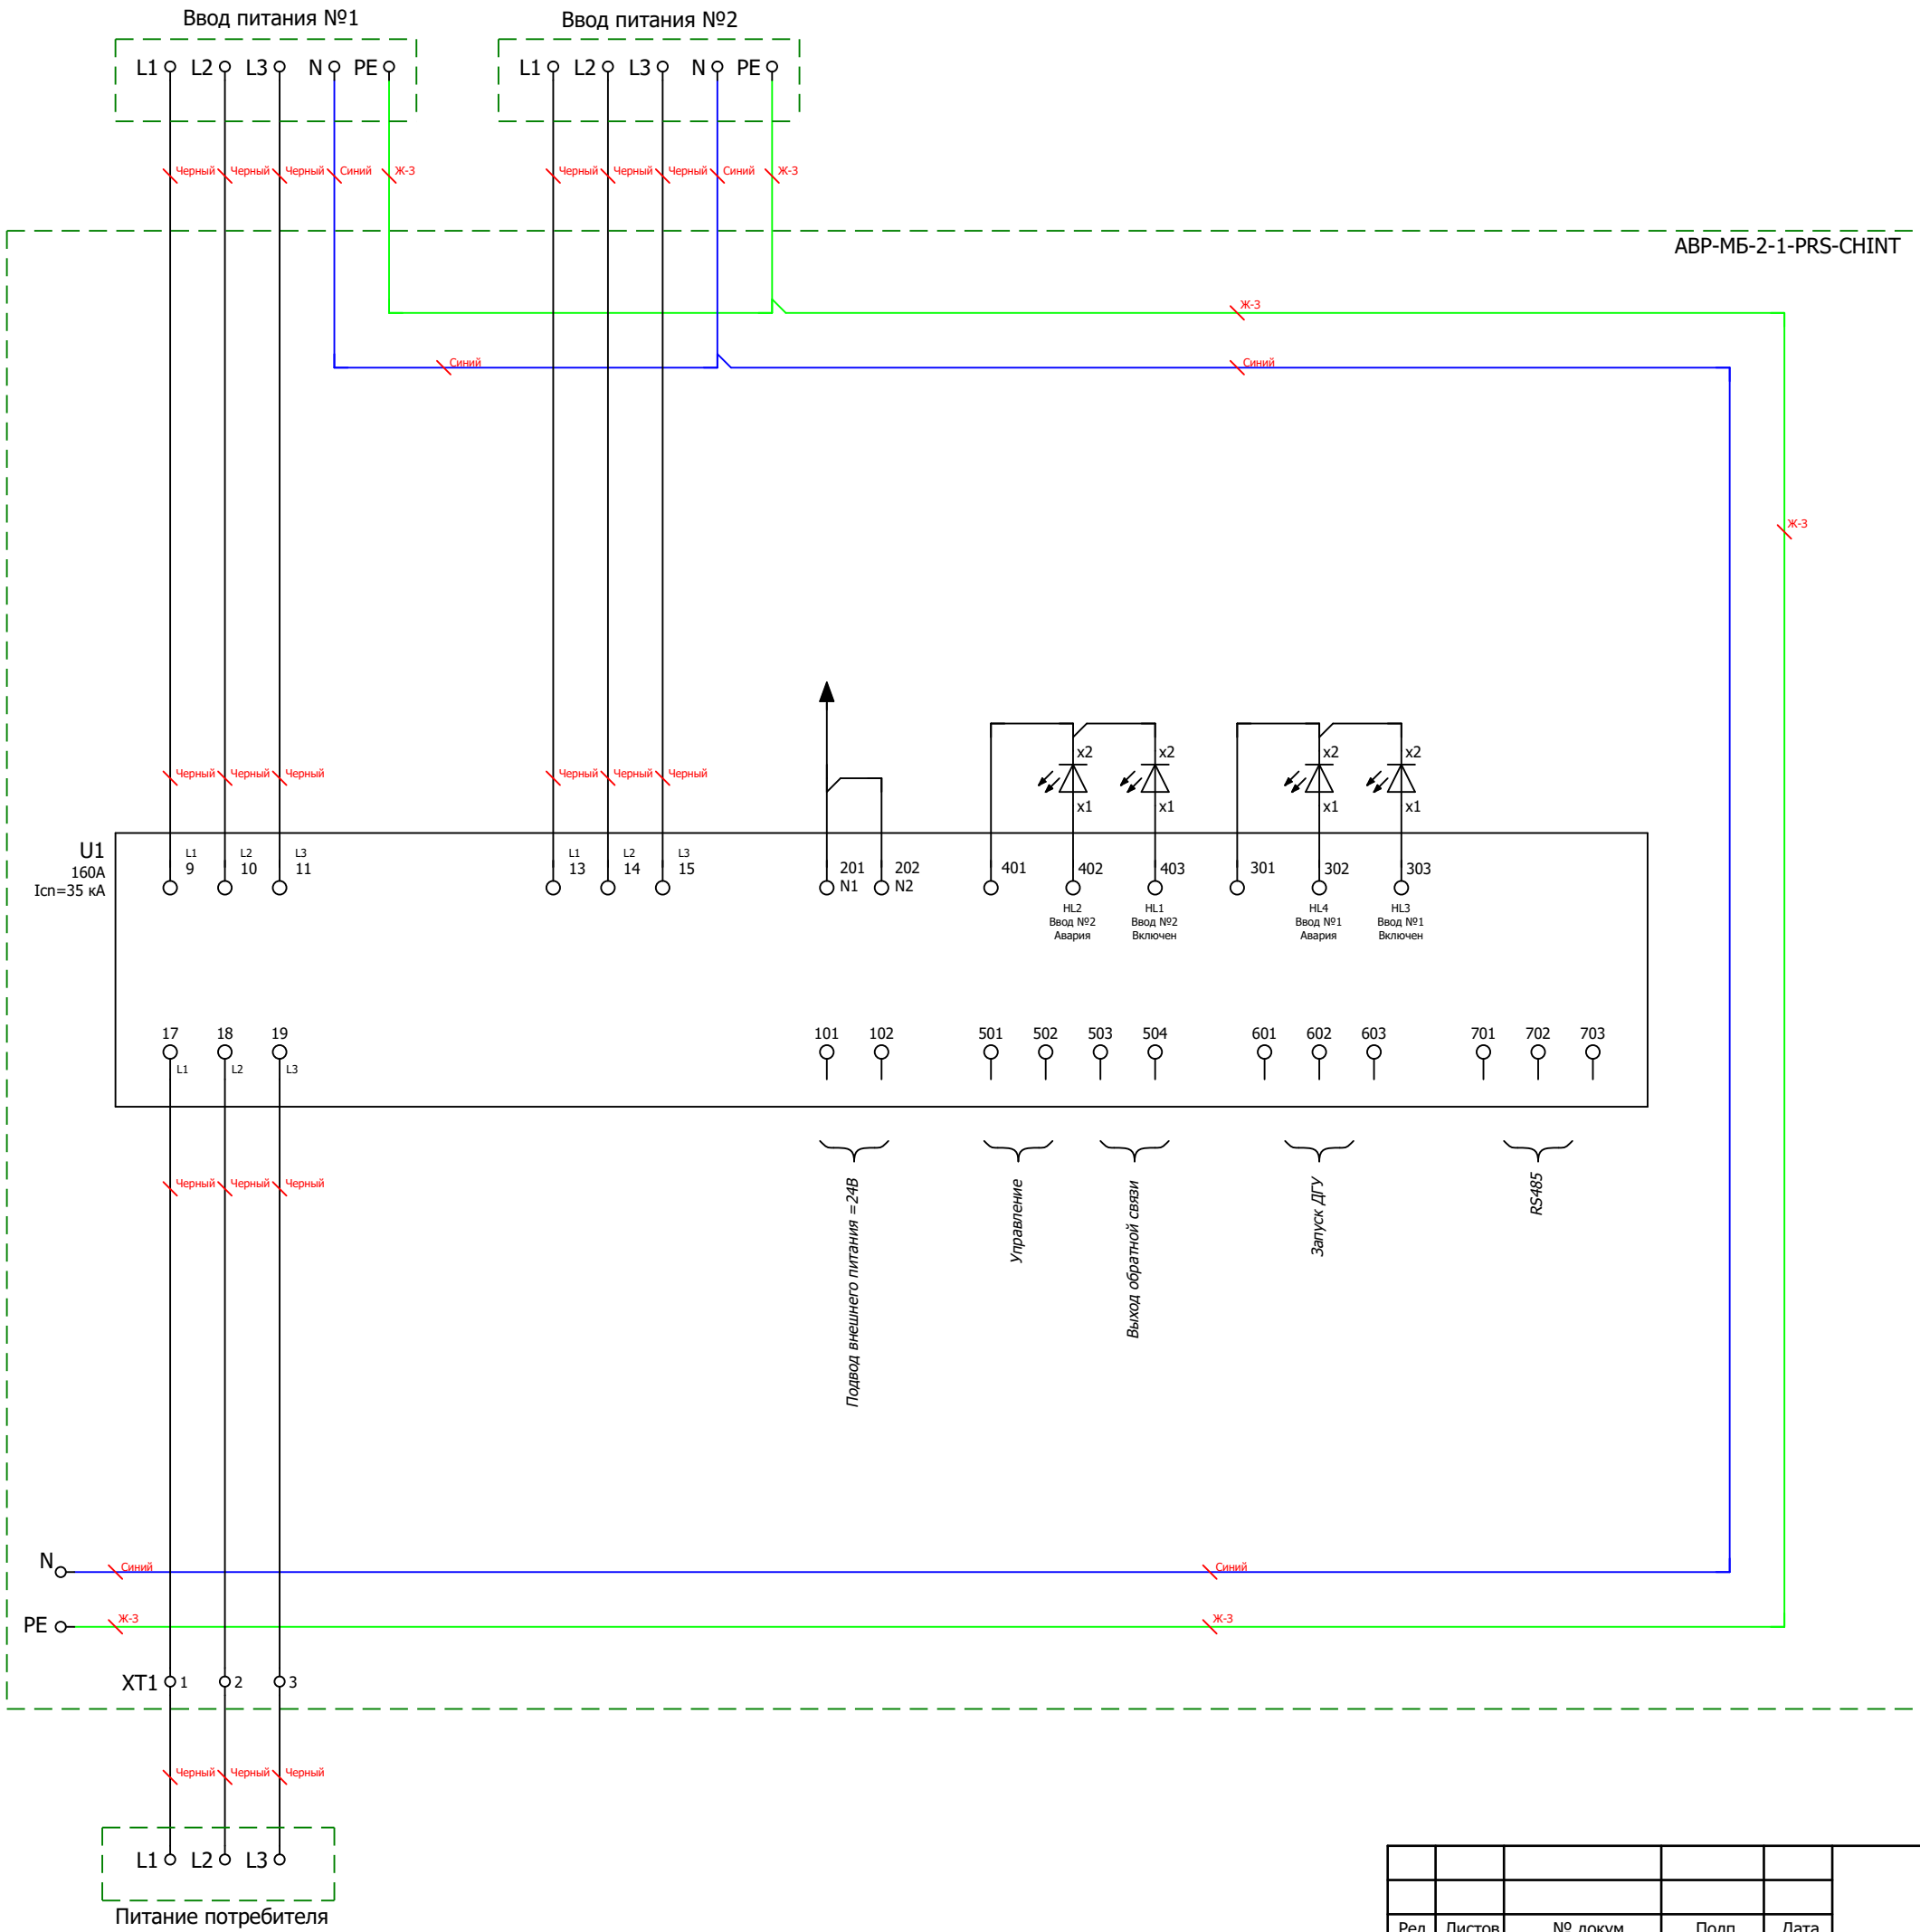 Ввод питания №1
Ввод питания №2
L1 L2 L3 N PE
L1 L2 L3 N PE
Черный Черный Черный Синий Ж-З
Черный Черный Черный Синий Ж-З
АВР-МБ-2-1-PRS-CHINT
Ж-З
Синий
Синий
Ж-З
x2 x2 x2 x2
Черный Черный Черный
Черный Черный Черный
x1 x1 x1 x1
U1
160А
Icn=35 кА
L1 L2 L3
9 10 11
L1 L2 L3
13 14 15
201 202
N1 N2
401 402 403
301 302 303
HL2
Ввод №2
Авария
HL1
Ввод №2
Включен
HL4
Ввод №1
Авария
HL3
Ввод №1
Включен
17 18 19
L1 L2 L3
101 102
501 502 503 504
601 602 603
701 702 703
Подвод внешнего питания =24В
Управление
Выход обратной связи
Запуск ДГУ
RS485
Черный Черный Черный
N
Синий
Синий
PE
Ж-З
Ж-З
XT1 1 2 3
Черный Черный Черный
L1 L2 L3
Питание потребителя
Ред Листов № докум Подп Дата